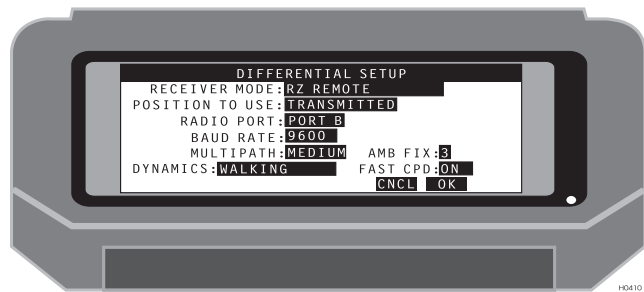 DIFFERENTIAL SETUP
RECEIVER MODE: RZ REMOTE
POSITION TO USE: TRANSMITTED
RADIO PORT: PORT B
BAUD RATE: 9600
MULTIPATH: MEDIUM AMB FIX: 3
DYNAMICS: WALKING FAST CPD: ON
CNCL OK
H0410